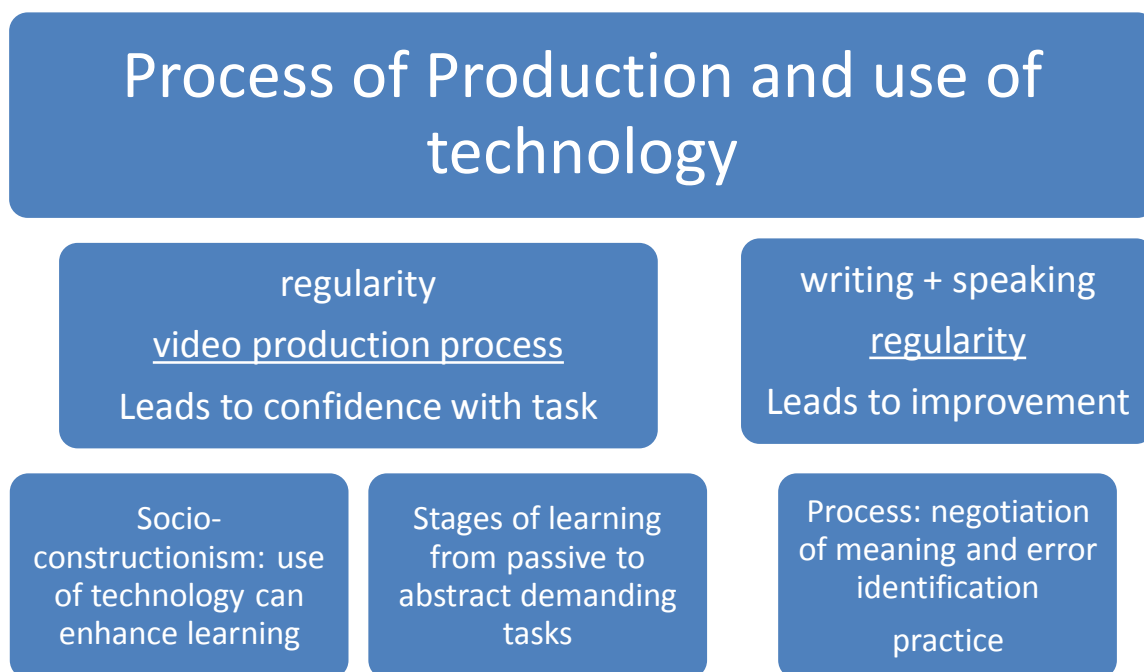 Process of Production and use of
technology
regularity
video production process
Leads to confidence with task
writing + speaking
regularity
Leads to improvement
Socio-
constructionism: use
of technology can
enhance learning
Stages of learning
from passive to
abstract demanding
tasks
Process: negotiation
of meaning and error
identification
practice